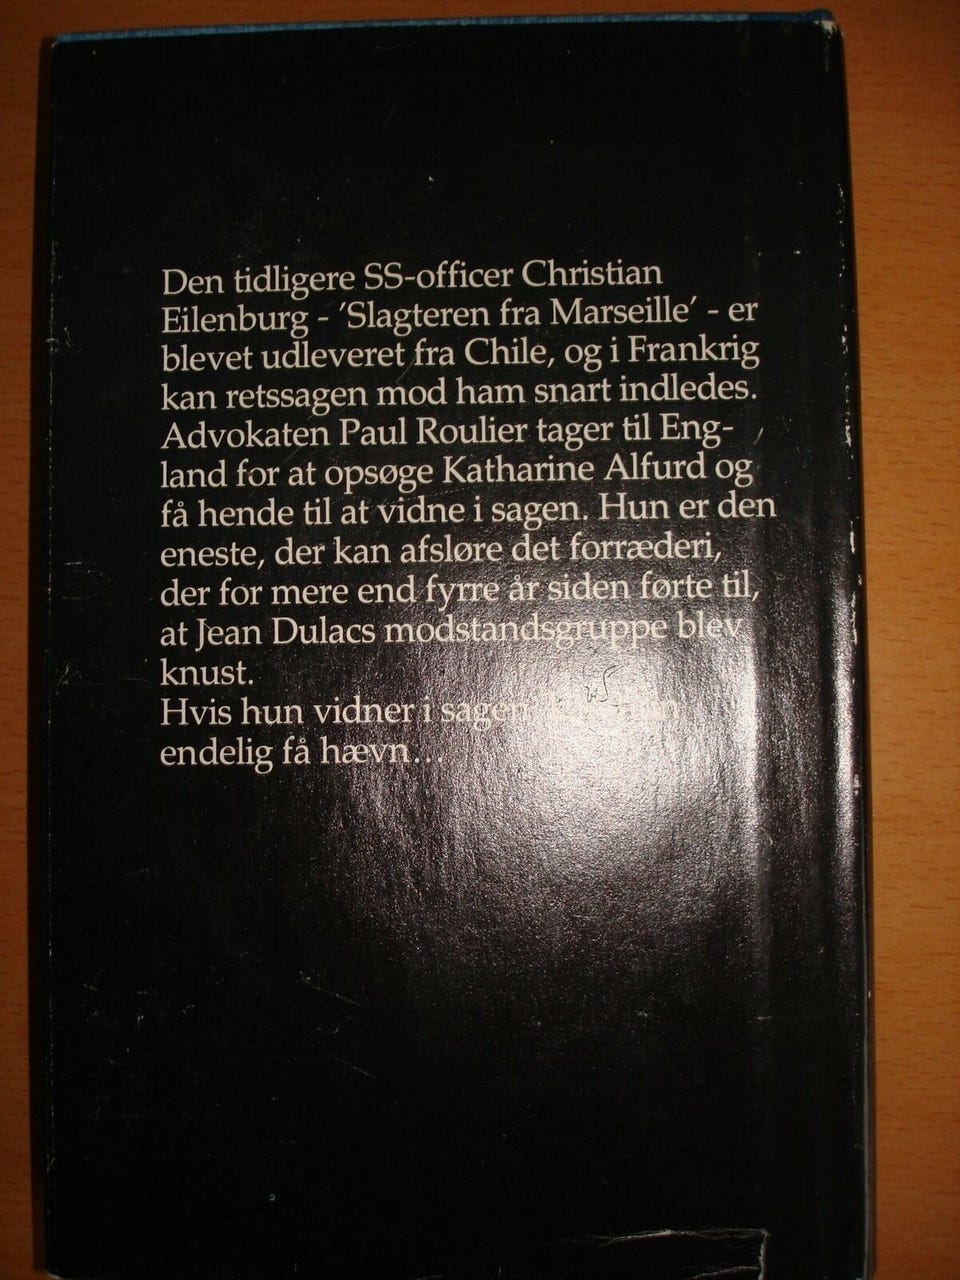 Den tidligere SS-officer Christian
Eilenburg - 'Slagteren fra Marseille' - er
blevet udleveret fra Chile, og i Frankrig
kan retssagen mod ham snart indledes.
Advokaten Paul Roulier tager til Eng-
land for at opsøge Katharine Alfurd og
få hende til at vidne i sagen. Hun er den
eneste, der kan afsløre det forræderi,
der for mere end fyrre år siden førte til,
at Jean Dulacs modstandsgruppe blev
knust.
Hvis hun vidner i sagen
endelig få hævn...